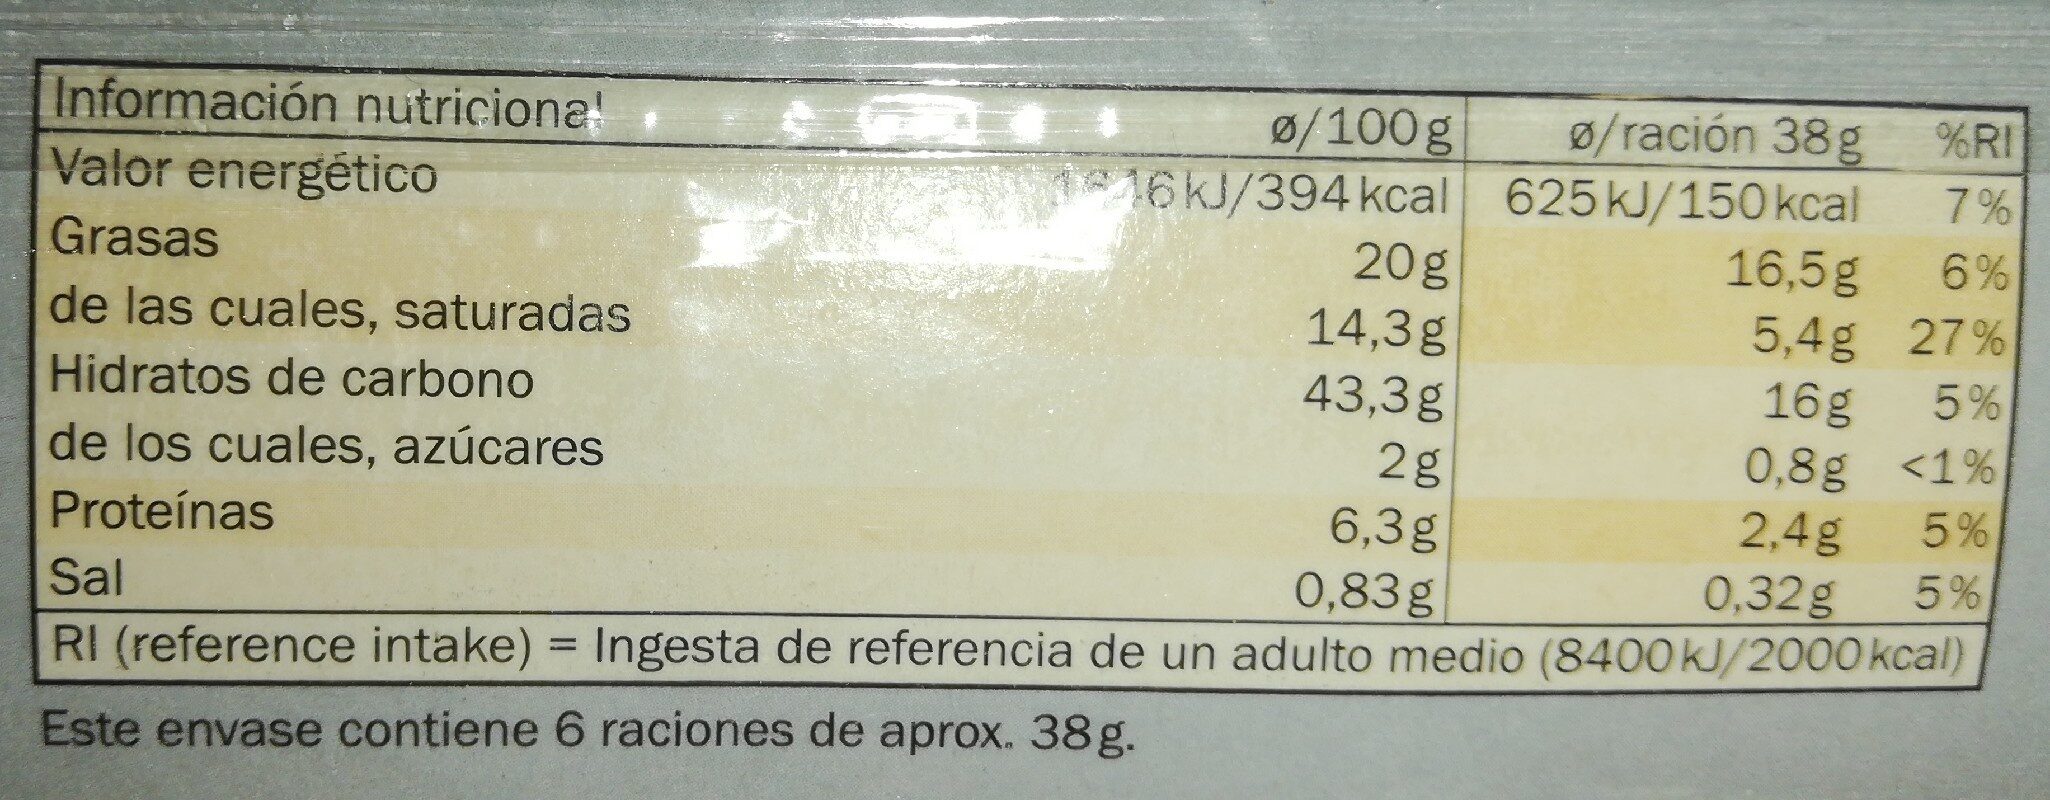 Información nutricional ø/100g ø/ración 38g %RI
Valor energético kJ/394kcal 625kJ/150kcal 7%
Grasas 20g 16,5g 6%
de las cuales, saturadas 14,3g 5,4g 27%
Hidratos de carbono 43,3g 16g 5%
de los cuales, azúcares 2g 0,8g <1%
Proteínas 6,3g 2,4g 5%
Sal 0,83g 0,32g 5%
RI (reference intake) = Ingesta de referencia de un adulto medio (8400kJ/2000kcal)
Este envase contiene 6 raciones de aprox. 38g.